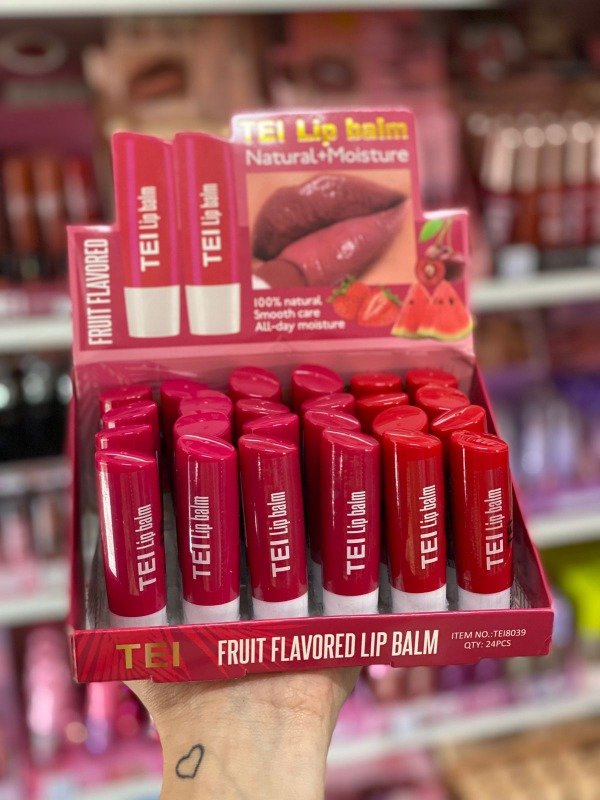 TEI Lip balm
Natural+Moisture
FRUIT FLAVORED
TEI Lip balm
TEI Lip balm
100% natural
Smooth care
All-day moisture
TEI Lip balm
TEI Lip balm
TEI Lip balm
TEI Lip balm
TEI Lip balm
TEI Lip balm
TEI
FRUIT FLAVORED LIP BALM
ITEM NO.:TEI8039
QTY: 24PCS